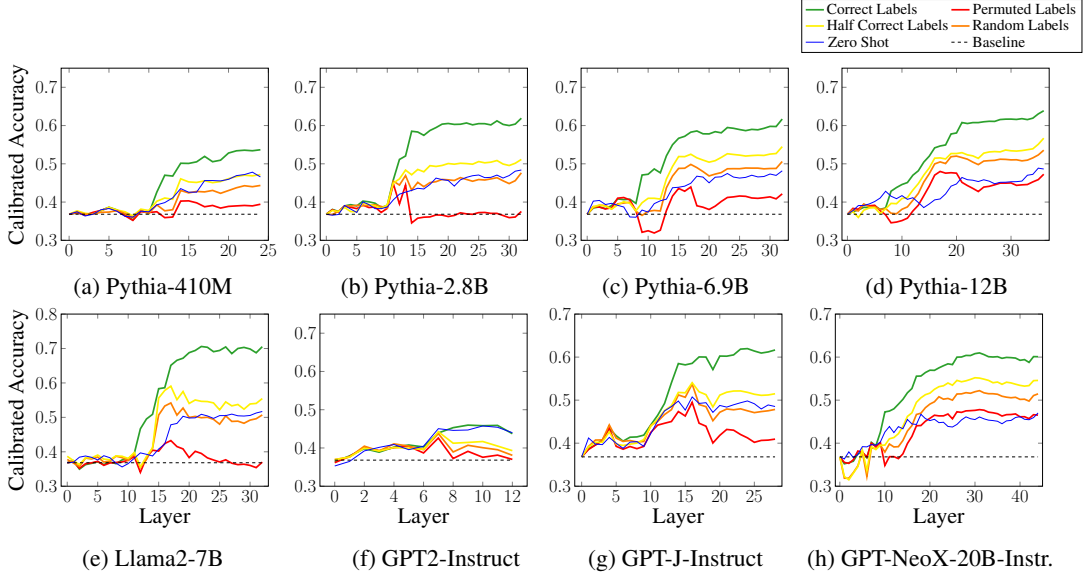 Correct Labels Permuted Labels
Half Correct Labels Random Labels
Zero Shot Baseline
Calibrated Accuracy
0.7
0.6
0.5
0.4
0.3
0 5 10 15 20 25
(a) Pythia-410M
0.7
0.6
0.5
0.4
0.3
0 5 10 15 20 25 30
(b) Pythia-2.8B
0.7
0.6
0.5
0.4
0.3
0 5 10 15 20 25 30
(c) Pythia-6.9B
0.7
0.6
0.5
0.4
0.3
0 10 20 30
(d) Pythia-12B
Calibrated Accuracy
0.8
0.7
0.6
0.5
0.4
0.3
0 5 10 15 20 25 30
Layer
(e) Llama2-7B
0.7
0.6
0.5
0.4
0.3
0 2 4 6 8 10 12
Layer
(f) GPT2-Instruct
0.7
0.6
0.5
0.4
0.3
0 5 10 15 20 25
Layer
(g) GPT-J-Instruct
0.7
0.6
0.5
0.4
0.3
0 10 20 30 40
Layer
(h) GPT-NeoX-20B-Instr.